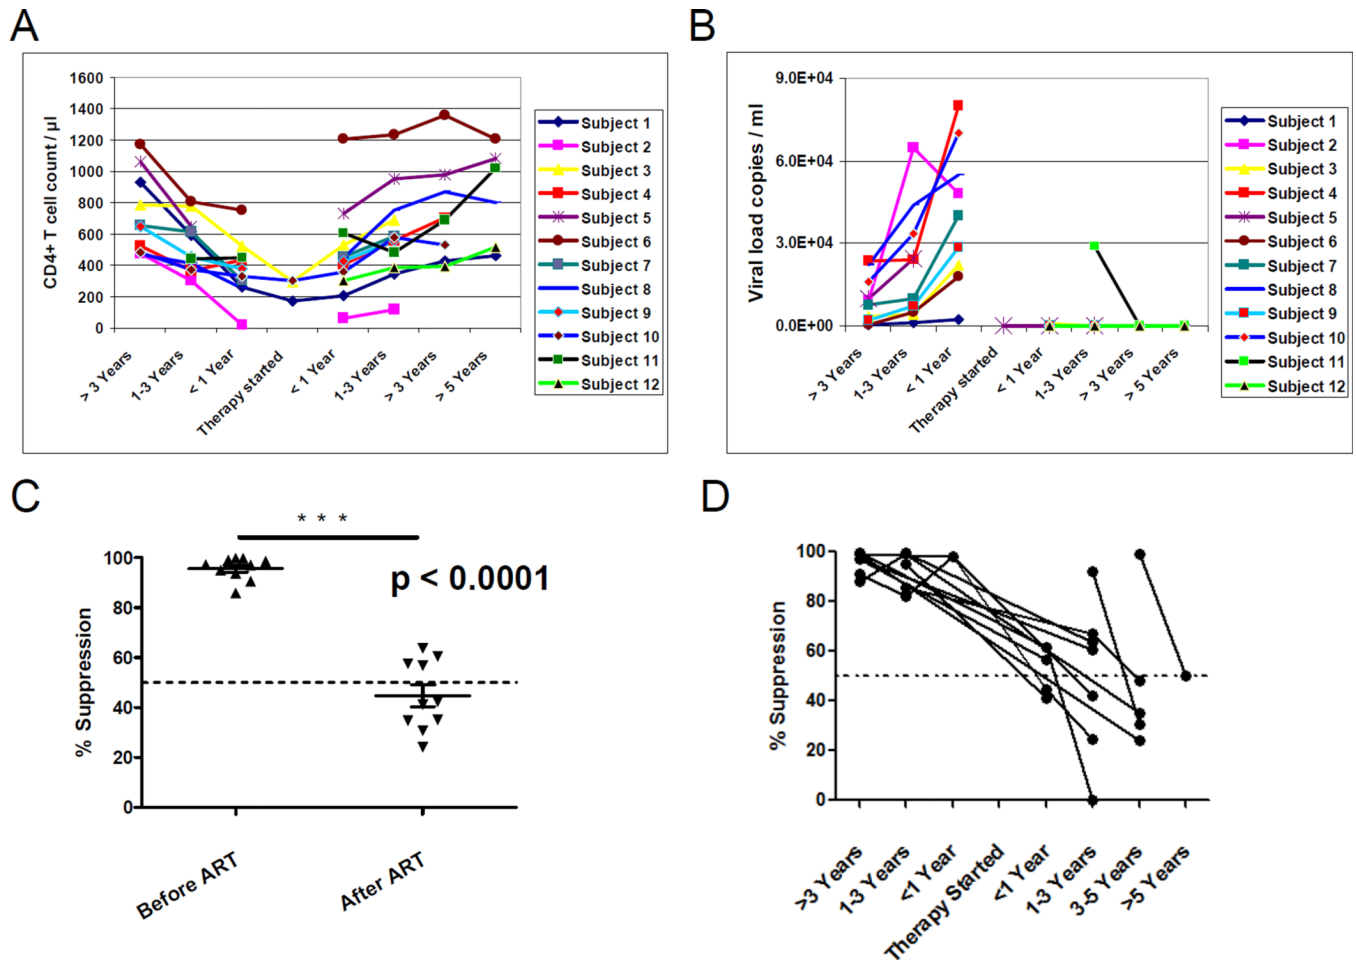 A
CD4+ T cell count / µl
1600
1400
1200
1000
800
600
400
200
0
> 3 Years
1-3 Years
< 1 Year
Therapy started
< 1 Year
1-3 Years
> 3 Years
> 5 Years
Subject 1
Subject 2
Subject 3
Subject 4
Subject 5
Subject 6
Subject 7
Subject 8
Subject 9
Subject 10
Subject 11
Subject 12
B
Viral load copies / ml
9.0E+04
6.0E+04
3.0E+04
0.0E+00
> 3 Years
1-3 Years
< 1 Year
Therapy started
< 1 Year
1-3 Years
> 3 Years
> 5 Years
Subject 1
Subject 2
Subject 3
Subject 4
Subject 5
Subject 6
Subject 7
Subject 8
Subject 9
Subject 10
Subject 11
Subject 12
C
% Suppression
100
80
60
40
20
0
* * *
p < 0.0001
Before ART
After ART
D
% Suppression
100
80
60
40
20
0
>3 Years
1-3 Years
<1 Year
Therapy Started
<1 Year
1-3 Years
3-5 Years
>5 Years